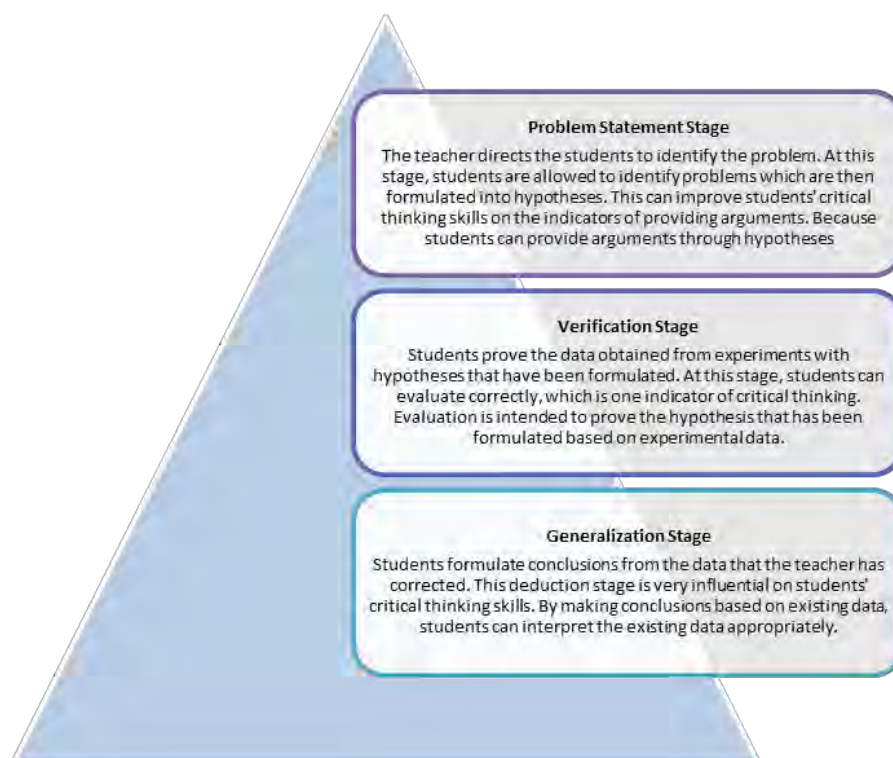 Problem Statement Stage
The teacher directs the students to identify the problem. At this
stage, students are allowed to identify problems which are then
formulated into hypotheses. This can improve students' critical
thinking skills on the indicators of providing arguments. Because
students can provide arguments through hypotheses
Verification Stage
Students prove the data obtained from experiments with
hypotheses that have been formulated. At this stage, students can
evaluate correctly, which is one indicator of critical thinking.
Evaluation is intended to prove the hypothesis that has been
formulated based on experimental data.
Generalization Stage
Students formulate conclusions from the data that the teacher has
corrected. This deduction stage is very influential on students'
critical thinking skills. By making conclusions based on existing data,
students can interpret the existing data appropriately.